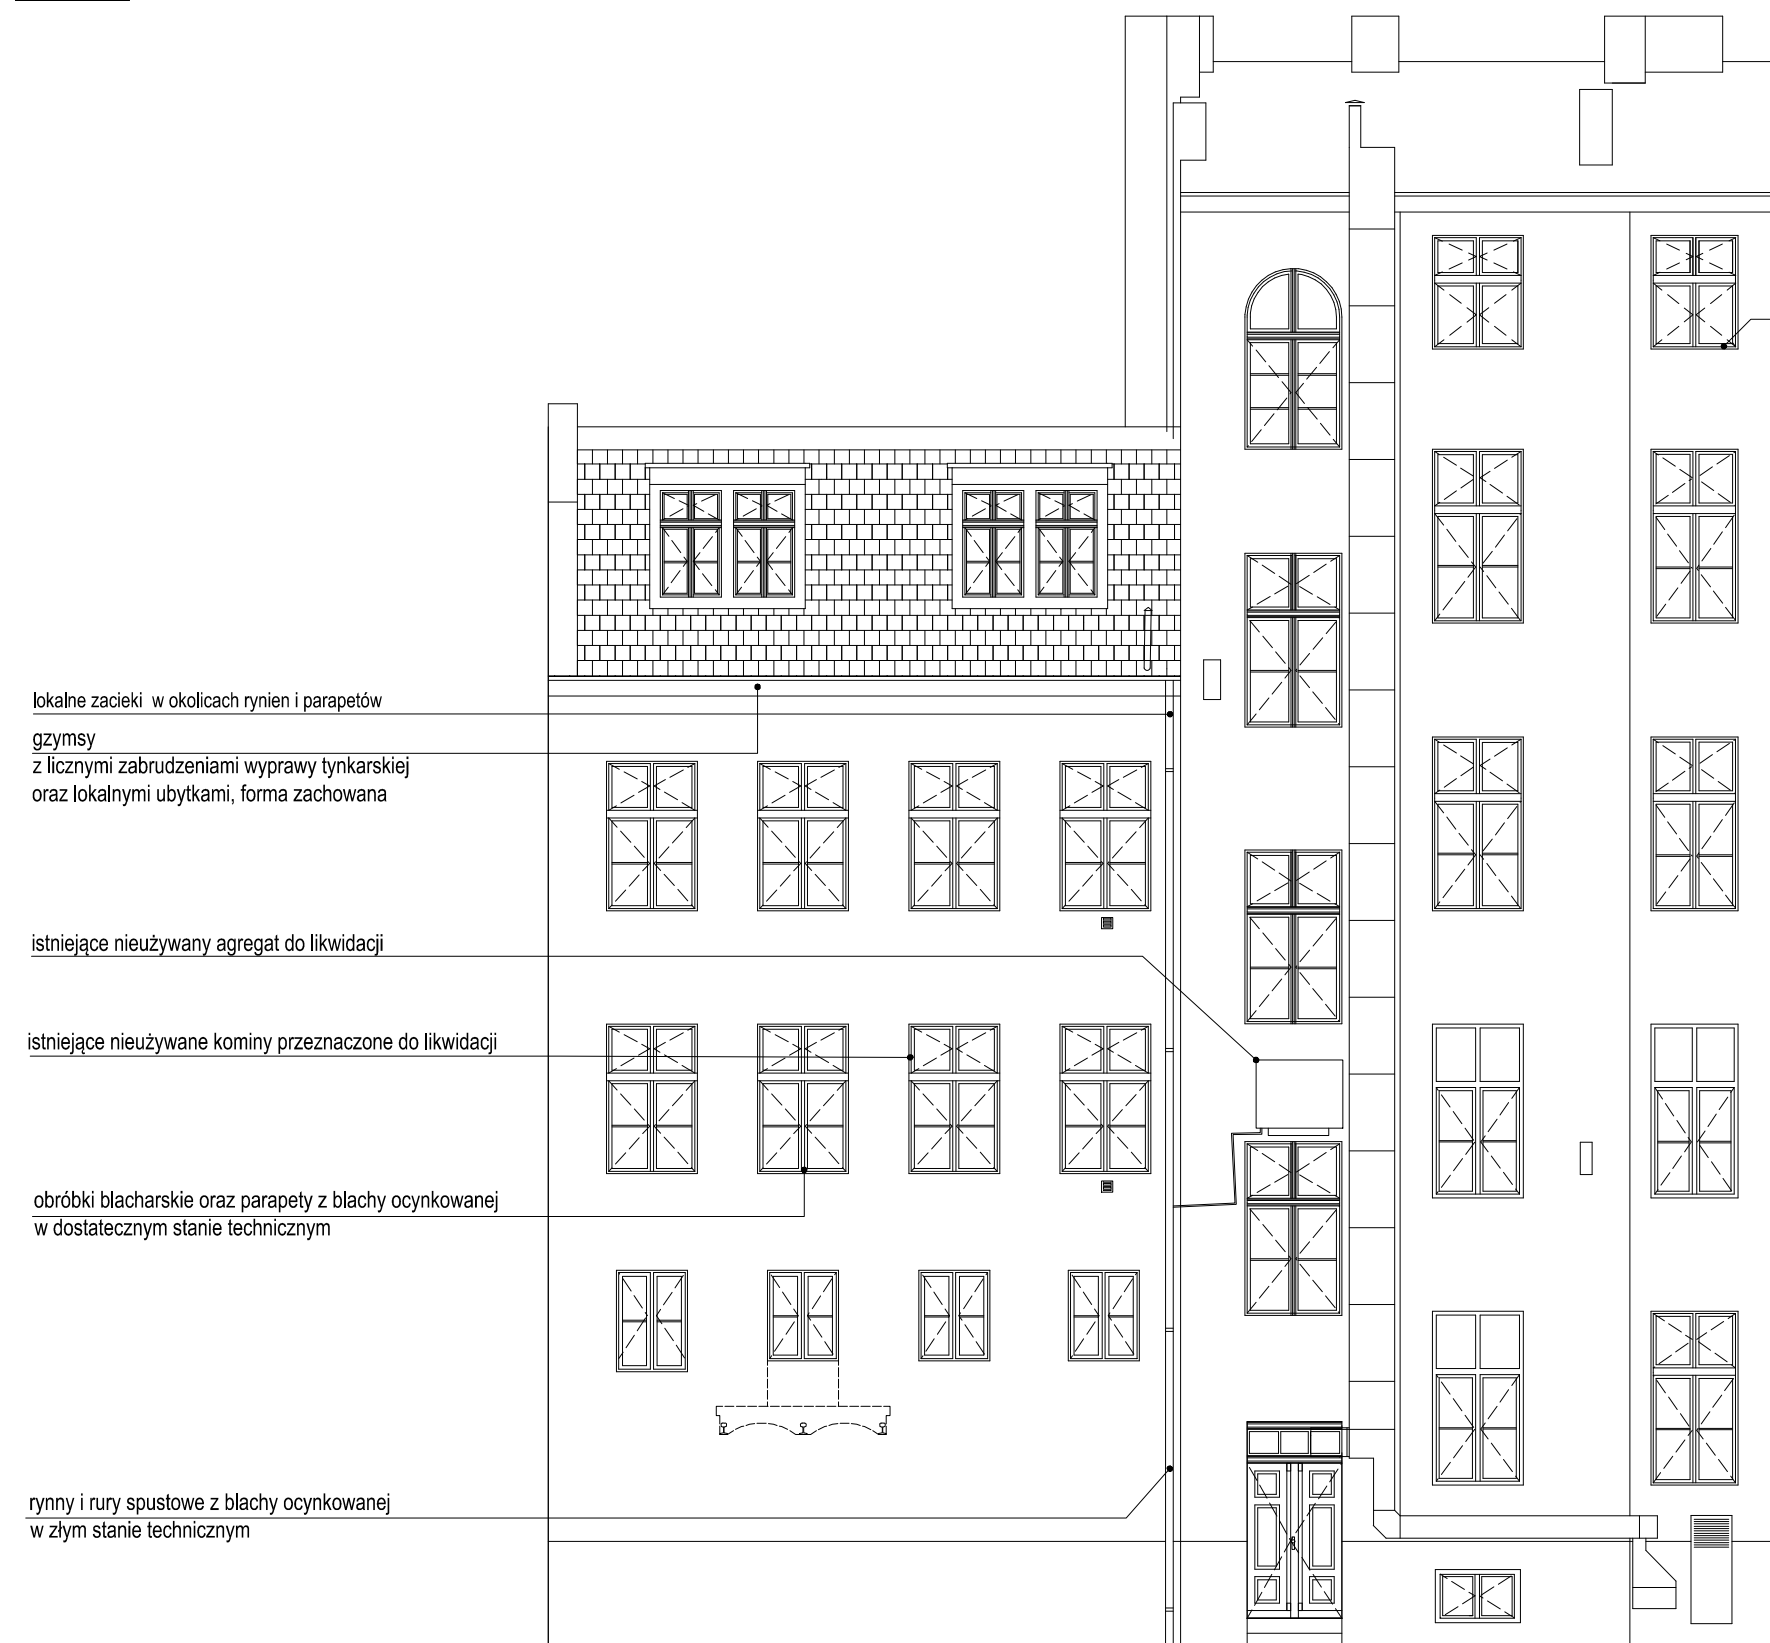 lokalne zacieki w okolicach rynien i parapetów
gzymsy
z licznymi zabrudzeniami wyprawy tynkarskiej
oraz lokalnymi ubytkami, forma zachowana
istniejące nieużywany agregat do likwidacji
istniejące nieużywane kominy przeznaczone do likwidacji
obróbki blacharskie oraz parapety z blachy ocynkowanej
w dostatecznym stanie technicznym
rynny i rury spustowe z blachy ocynkowanej
w złym stanie technicznym